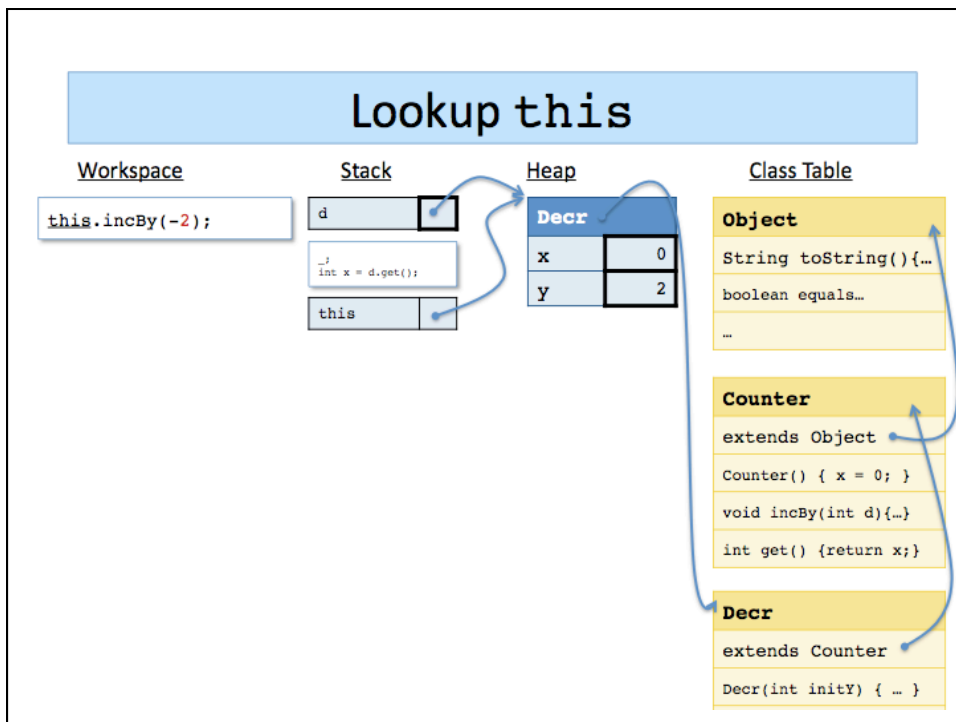 Lookup this
Workspace
this.incBy(-2);
Stack
d
_;
int x = d.get();
this
Heap
Decr
x 0
y 2
Class Table
Object
String toString(){…
boolean equals…
…
Counter
extends Object
Counter() { x = 0; }
void incBy(int d){…}
int get() {return x;}
Decr
extends Counter
Decr(int initY) { … }